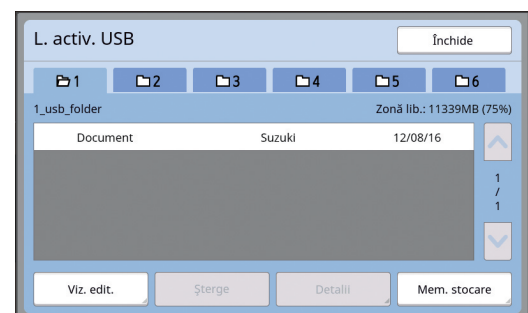 L. activ. USB
Închide
1 2 3 4 5 6
1_usb_folder Zonă lib.: 11339MB (75%)
Document Suzuki 12/08/16
1
/
1
Viz. edit. Şterge Detalii Mem. stocare